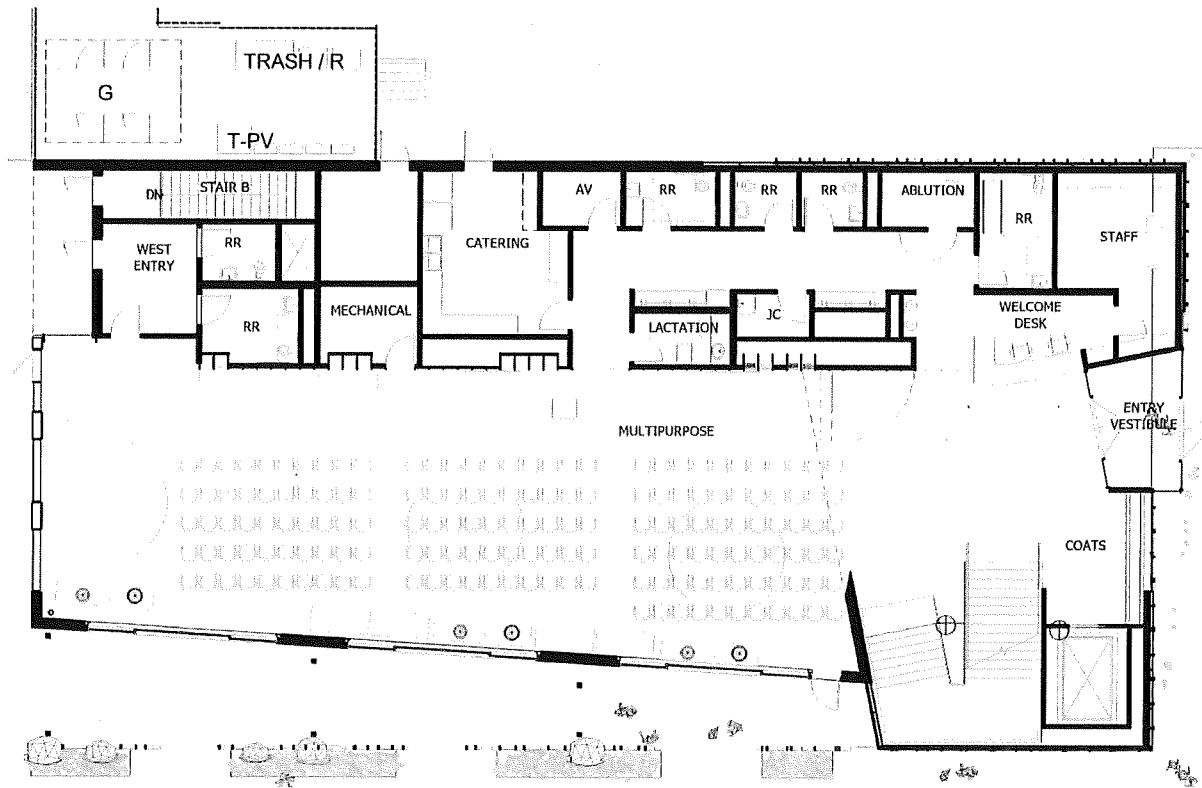 TRASH / R
G
T-PV
DN
STAIR B
AV
RR
RR
RR
ABLUTION
RR
STAFF
WEST
ENTRY
RR
CATERING
MECHANICAL
RR
LACTATION
JC
WELCOME
DESK
ENTRY
VESTIBULE
MULTIPURPOSE
COATS